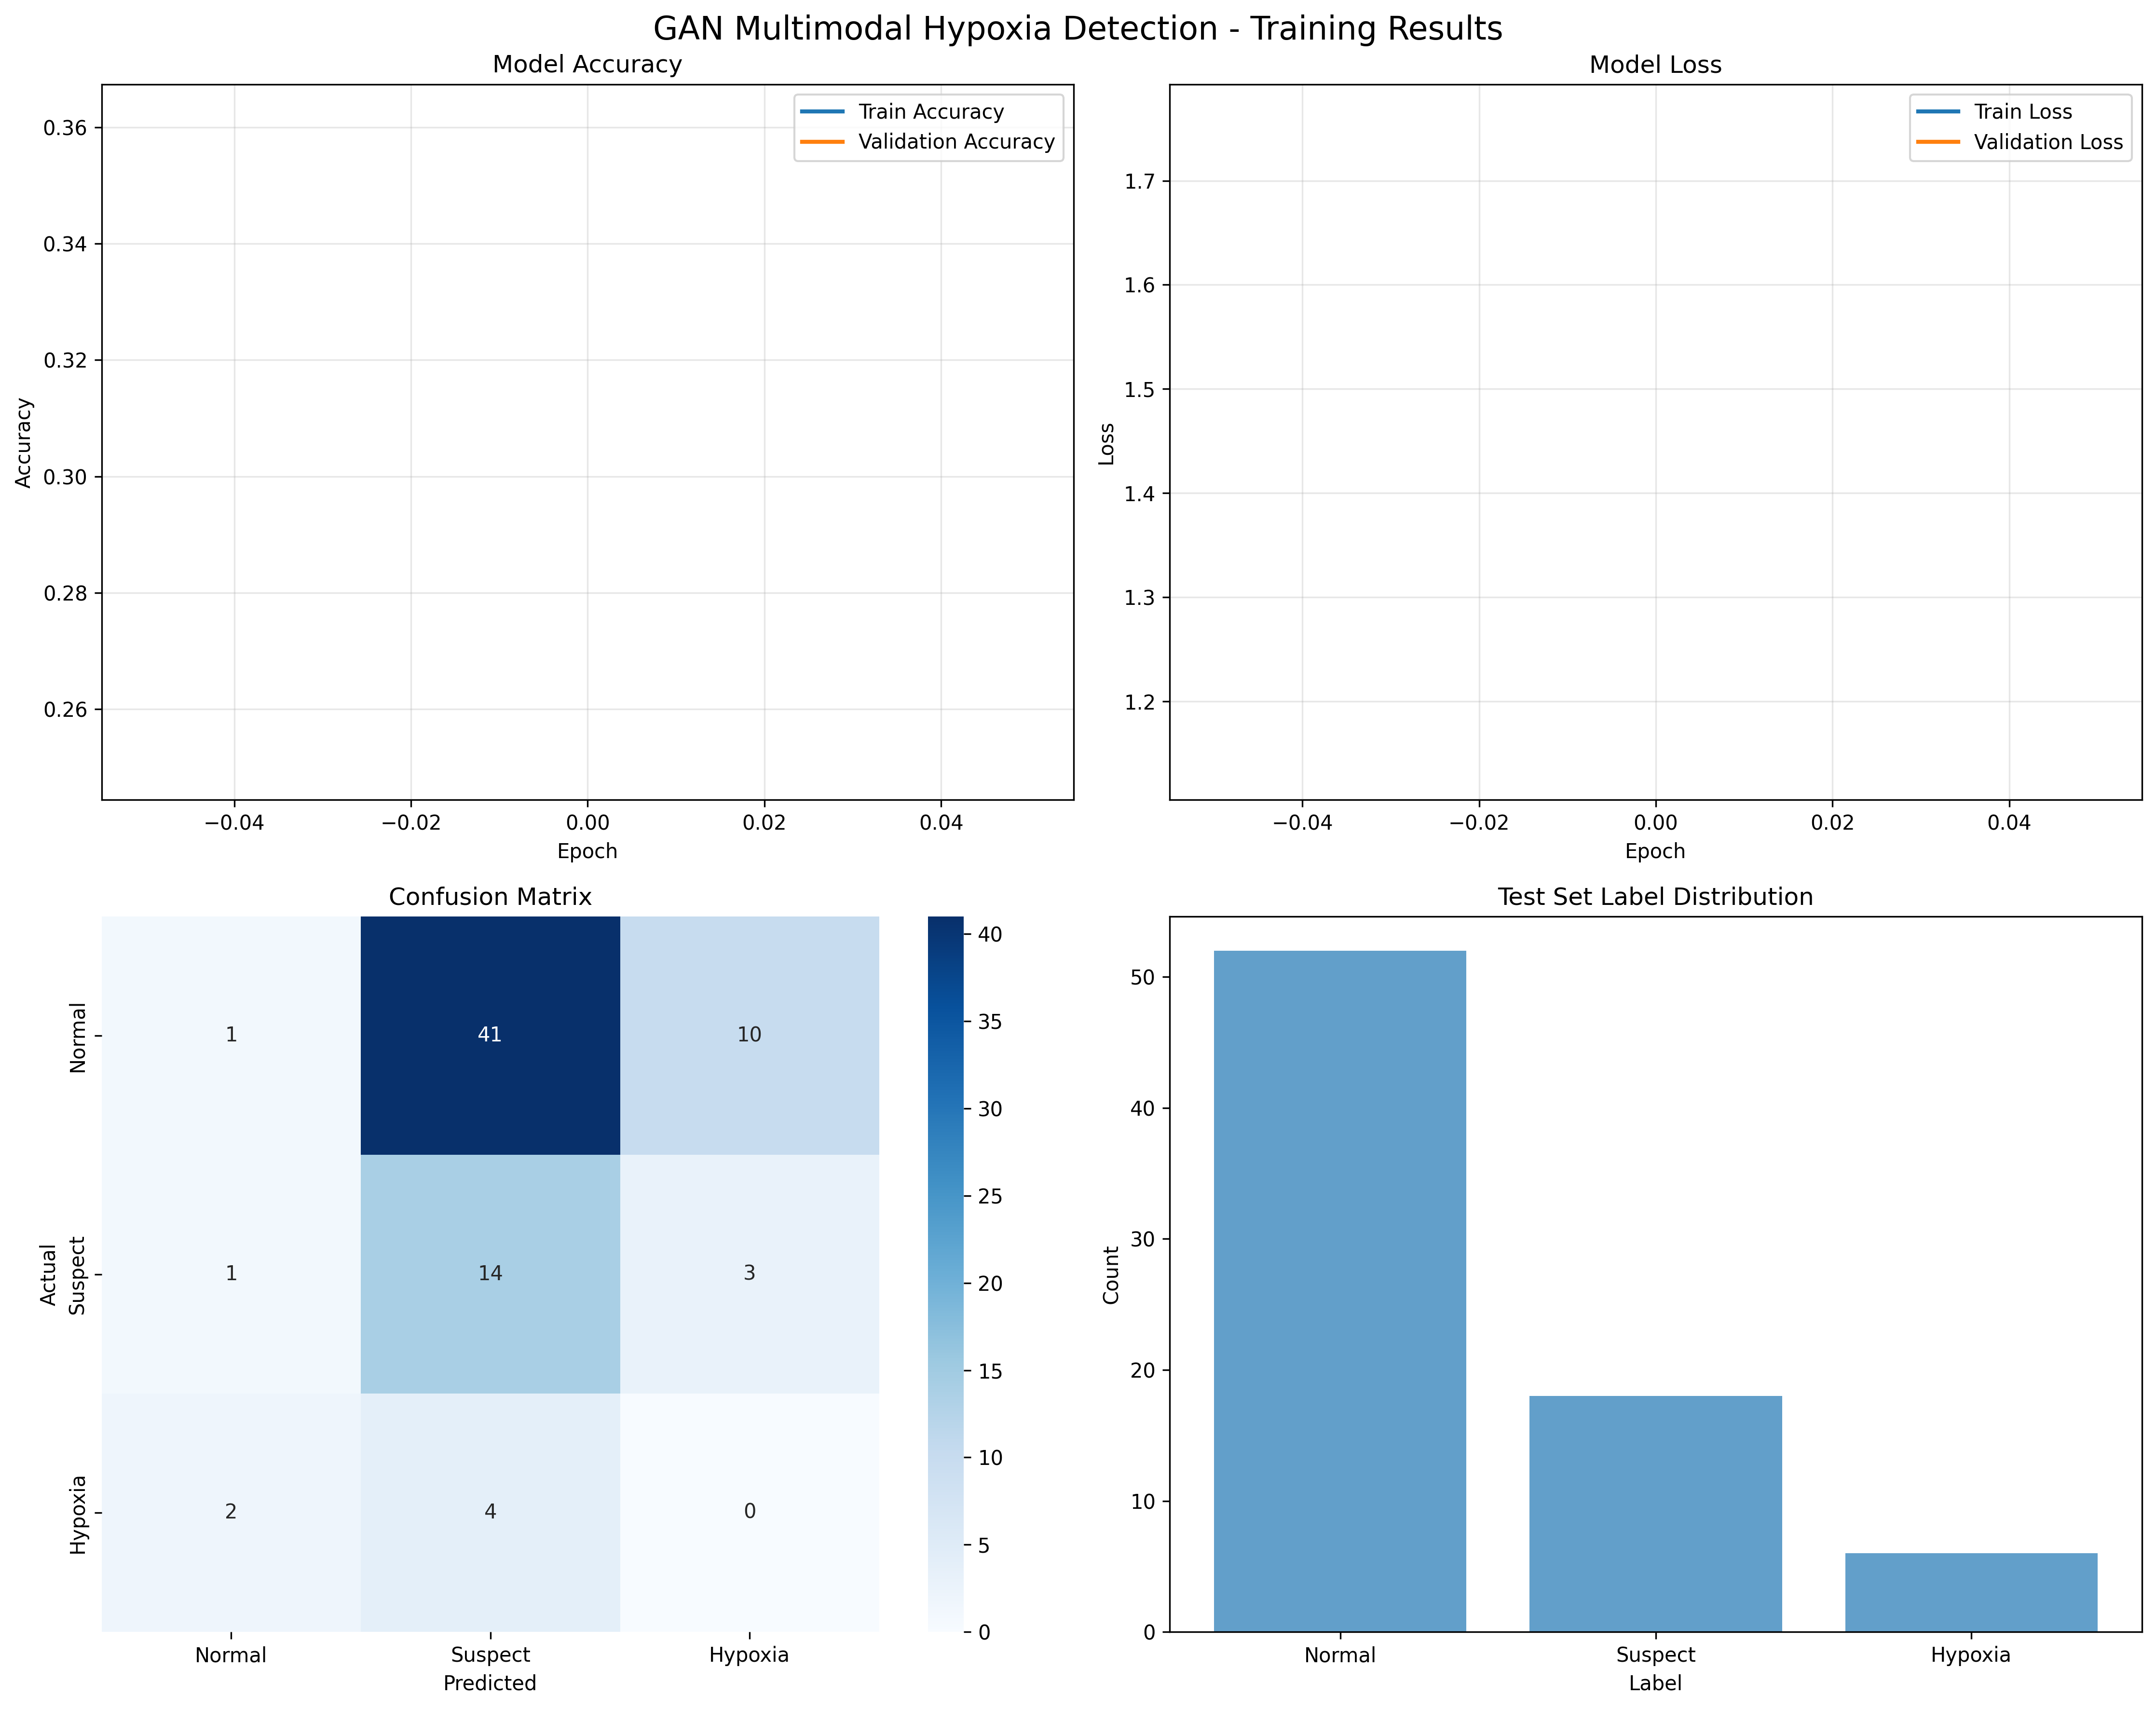 GAN Multimodal Hypoxia Detection - Training Results
Model Accuracy
Train Accuracy
Validation Accuracy
0.36
0.34
0.32
0.30
0.28
0.26
Accuracy
−0.04 −0.02 0.00 0.02 0.04
Epoch
Model Loss
Train Loss
Validation Loss
1.7
1.6
1.5
1.4
1.3
1.2
Loss
−0.04 −0.02 0.00 0.02 0.04
Epoch
Confusion Matrix
Actual
Normal
1 41 10
Suspect
1 14 3
Hypoxia
2 4 0
Normal Suspect Hypoxia
Predicted
40
35
30
25
20
15
10
5
0
Test Set Label Distribution
50
40
30
20
10
0
Count
Normal Suspect Hypoxia
Label